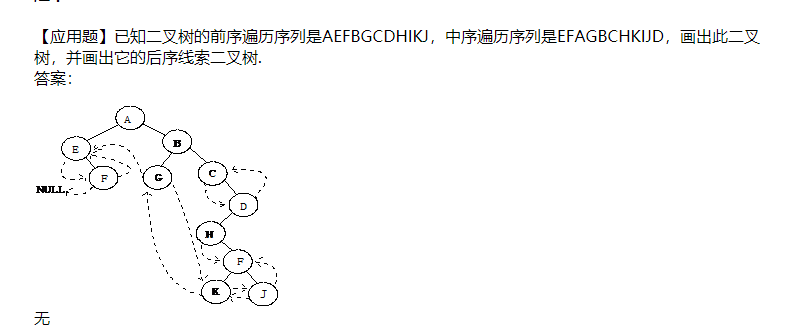 【应用题】已知二叉树的前序遍历序列是AEFBGCDHIKJ，中序遍历序列是EFAGBCHKIJD，画出此二叉
树，并画出它的后序线索二叉树.
答案：
A
B
E
F
G
C
NULL
D
H
F
K
J
无